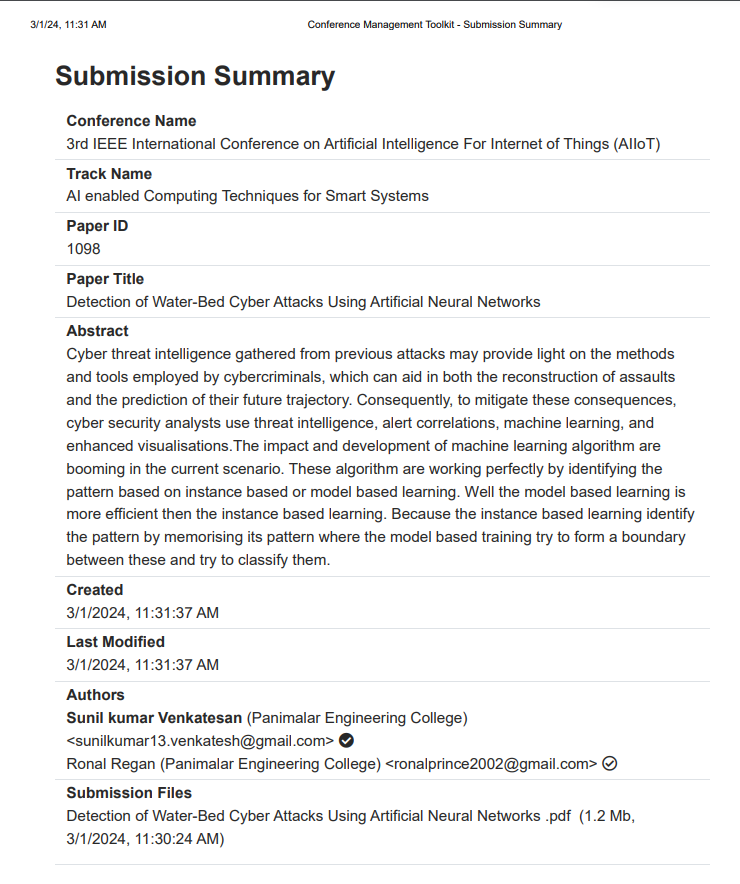 3/1/24, 11:31 AM
Conference Management Toolkit - Submission Summary
Submission Summary
Conference Name
3rd IEEE International Conference on Artificial Intelligence For Internet of Things (AIIoT)
Track Name
AI enabled Computing Techniques for Smart Systems
Paper ID
1098
Paper Title
Detection of Water-Bed Cyber Attacks Using Artificial Neural Networks
Abstract
Cyber threat intelligence gathered from previous attacks may provide light on the methods
and tools employed by cybercriminals, which can aid in both the reconstruction of assaults
and the prediction of their future trajectory. Consequently, to mitigate these consequences,
cyber security analysts use threat intelligence, alert correlations, machine learning, and
enhanced visualisations.The impact and development of machine learning algorithm are
booming in the current scenario. These algorithm are working perfectly by identifying the
pattern based on instance based or model based learning. Well the model based learning is
more efficient then the instance based learning. Because the instance based learning identify
the pattern by memorising its pattern where the model based training try to form a boundary
between these and try to classify them.
Created
3/1/2024, 11:31:37 AM
Last Modified
3/1/2024, 11:31:37 AM
Authors
Sunil kumar Venkatesan (Panimalar Engineering College)
<sunilkumar13.venkatesh@gmail.com>
Ronal Regan (Panimalar Engineering College) <ronalprince2002@gmail.com>
Submission Files
Detection of Water-Bed Cyber Attacks Using Artificial Neural Networks .pdf (1.2 Mb,
3/1/2024, 11:30:24 AM)